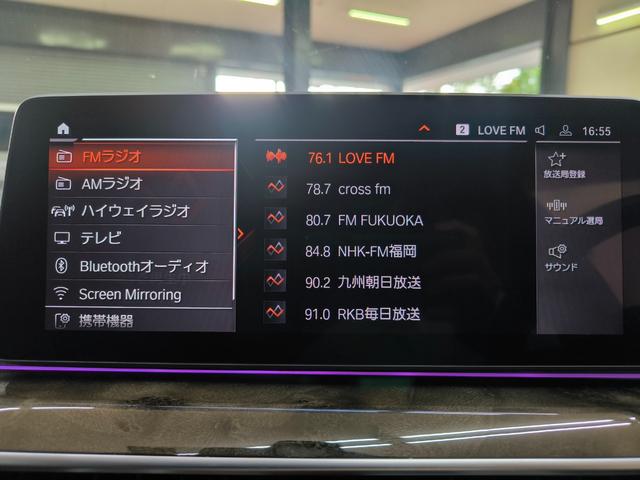 2 LOVE FM 16:55
FMラジオ
AMラジオ
ハイウェイラジオ
テレビ
Bluetoothオーディオ
Screen Mirroring
携帯機器
76.1 LOVE FM
78.7 cross fm
80.7 FM FUKUOKA
84.8 NHK-FM福岡
90.2 九州朝日放送
91.0 RKB毎日放送
放送局登録
マニュアル選局
サウンド